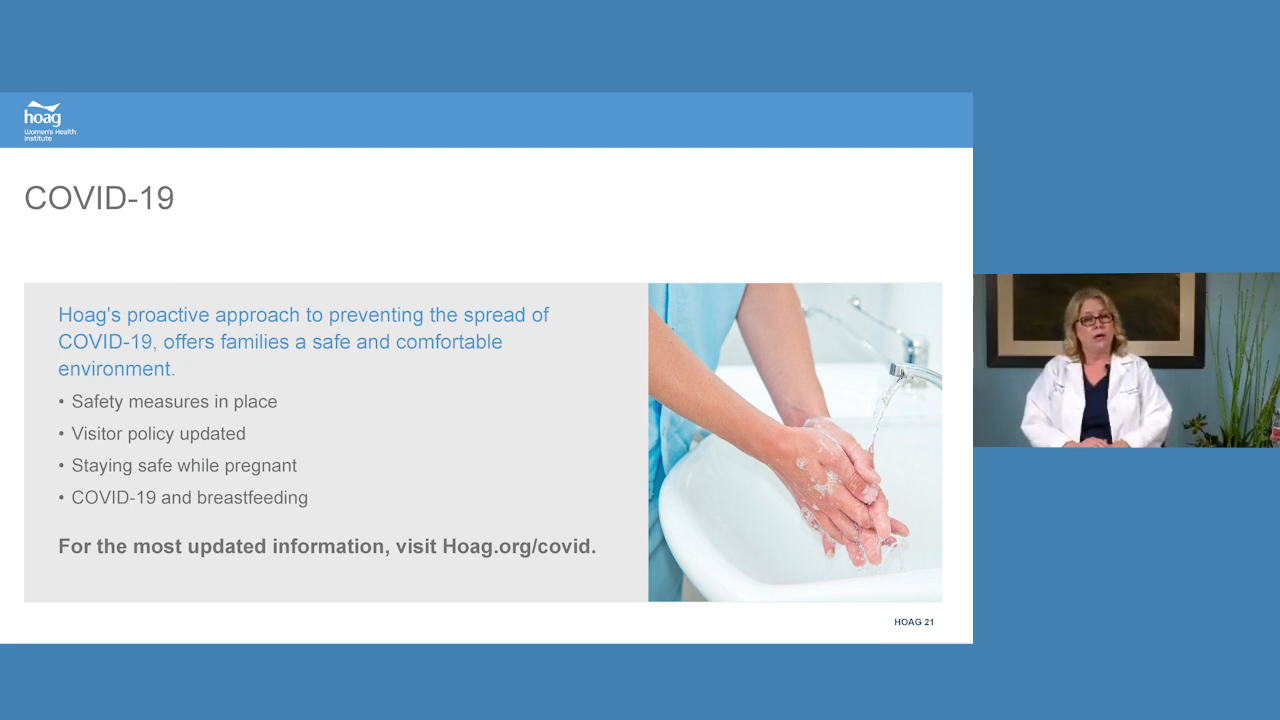 hoag
Women's Health
Institute
COVID-19
Hoag's proactive approach to preventing the spread of
COVID-19, offers families a safe and comfortable
environment.
• Safety measures in place
• Visitor policy updated
• Staying safe while pregnant
• COVID-19 and breastfeeding
For the most updated information, visit Hoag.org/covid.
HOAG 21